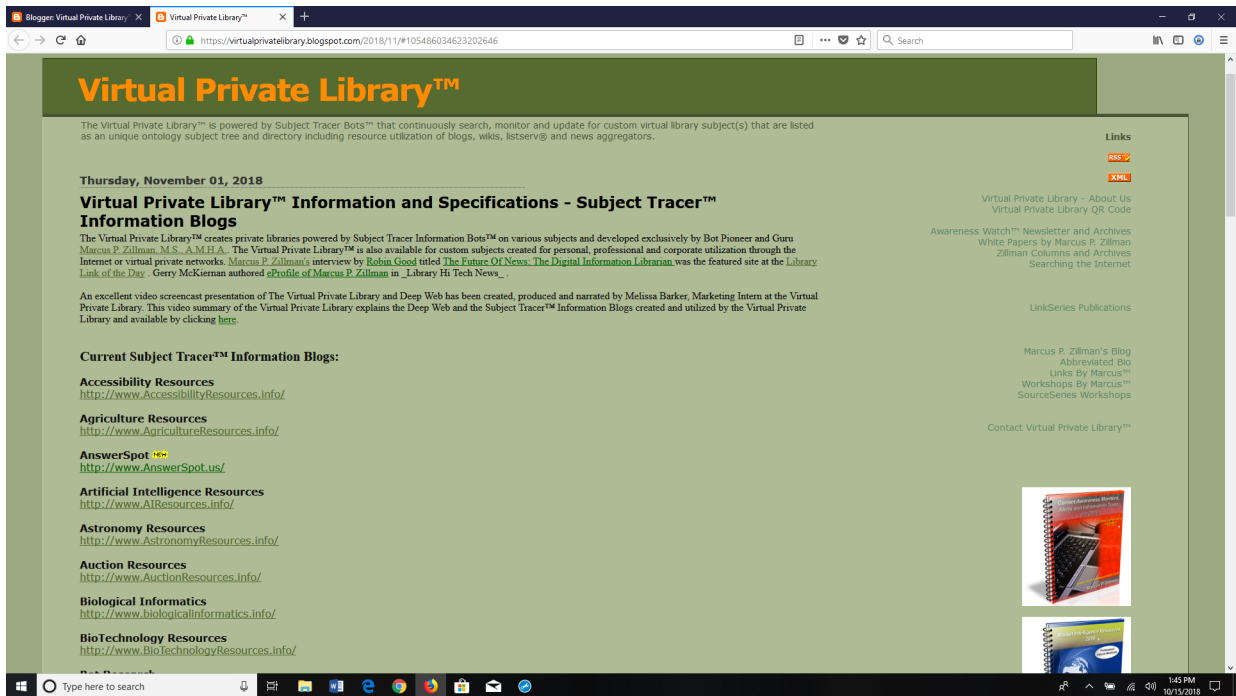 Blogger: Virtual Private Library
Virtual Private Library™
https://virtualprivatelibrary.blogspot.com/2018/11/#105486034623202646
Search
Virtual Private Library™
The Virtual Private Library™ is powered by Subject Tracer Bots™ that continuously search, monitor and update for custom virtual library subject(s) that are listed
as an unique ontology subject tree and directory including resource utilization of blogs, wikis, listserv® and news aggregators.
Thursday, November 01, 2018
Virtual Private Library™ Information and Specifications - Subject Tracer™
Information Blogs
The Virtual Private Library™ creates private libraries powered by Subject Tracer Information Bots™ on various subjects and developed exclusively by Bot Pioneer and Guru
Marcus P. Zillman, M.S., A.M.H.A.. The Virtual Private Library™ is also available for custom subjects created for personal, professional and corporate utilization through the
Internet or virtual private networks. Marcus P. Zillman's interview by Robin Good titled The Future Of News: The Digital Information Librarian was the featured site at the Library
Link of the Day . Gerry McKiernan authored eProfile of Marcus P. Zillman in _Library Hi Tech News_ .
An excellent video screencast presentation of The Virtual Private Library and Deep Web has been created, produced and narrated by Melissa Barker, Marketing Intern at the Virtual
Private Library. This video summary of the Virtual Private Library explains the Deep Web and the Subject Tracer™ Information Blogs created and utilized by the Virtual Private
Library and available by clicking here.
Current Subject Tracer™ Information Blogs:
Accessibility Resources
http://www.AccessibilityResources.info/
Agriculture Resources
http://www.AgricultureResources.info/
AnswerSpot NEW
http://www.AnswerSpot.us/
Artificial Intelligence Resources
http://www.AIResources.info/
Astronomy Resources
http://www.AstronomyResources.info/
Auction Resources
http://www.AuctionResources.info/
Biological Informatics
http://www.biologicalinformatics.info/
BioTechnology Resources
http://www.BioTechnologyResources.info/
Bot Research
Links
RSS
XML
Virtual Private Library - About Us
Virtual Private Library QR Code
Awareness Watch™ Newsletter and Archives
White Papers by Marcus P. Zillman
Zillman Columns and Archives
Searching the Internet
LinkSeries Publications
Marcus P. Zillman's Blog
Abbreviated Bio
Links By Marcus™
Workshops By Marcus™
SourceSeries Workshops
Contact Virtual Private Library™
Type here to search
1:45 PM
10/15/2018